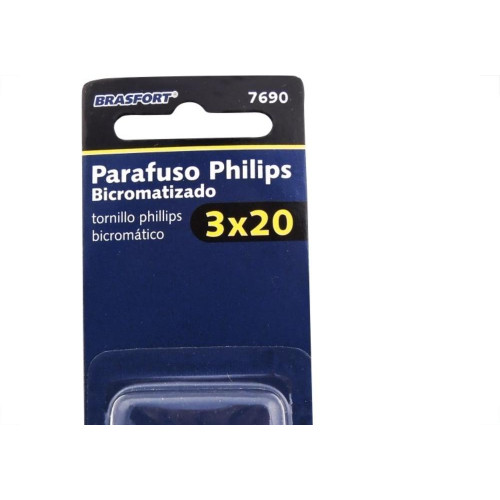 BRASFORT® 7690
Parafuso Philips
Bicromatizado
tornillo phillips
bicromático
3x20